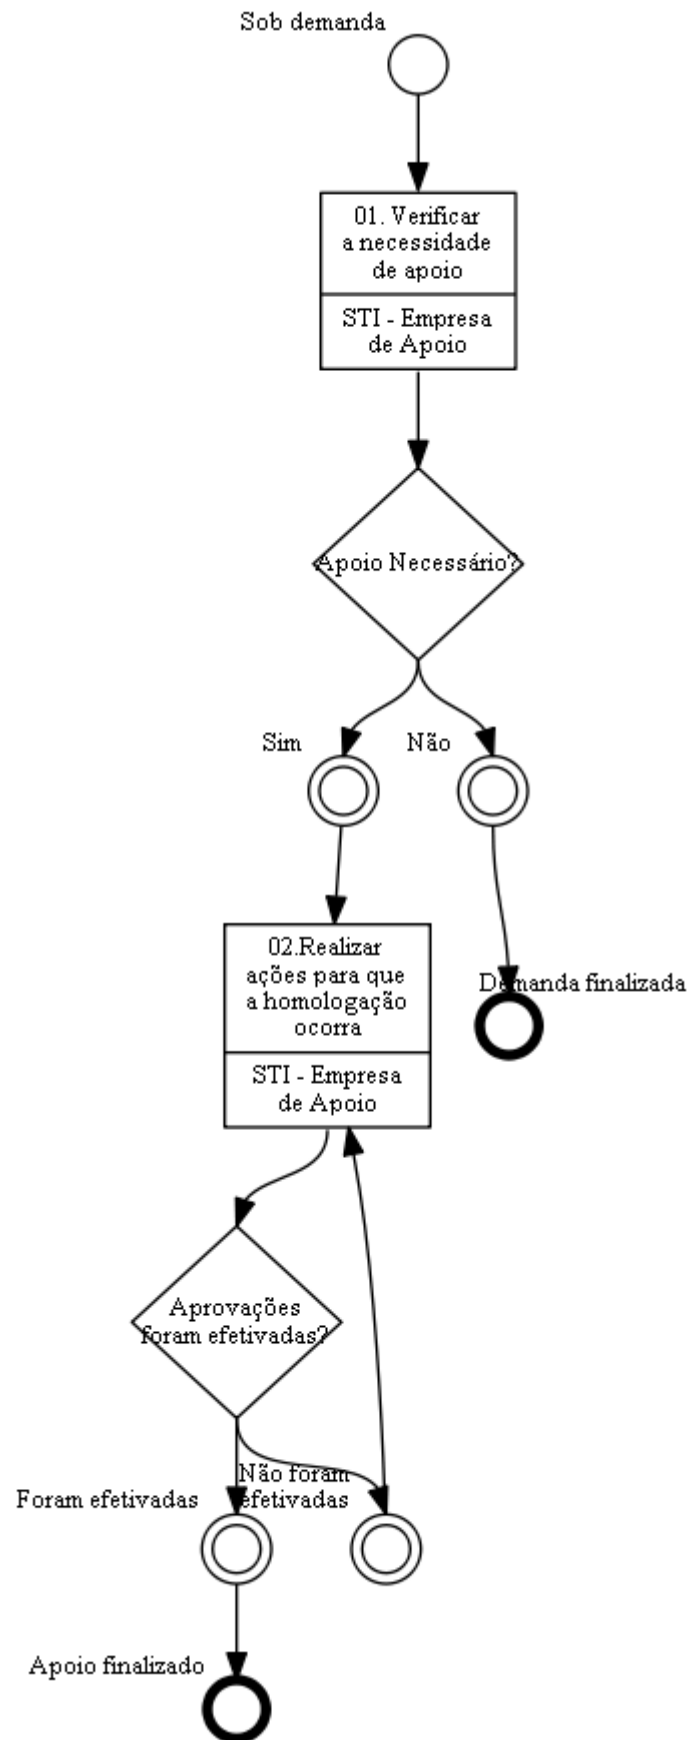 Sob demanda
01. Verificar
a necessidade
de apoio
STI - Empresa
de Apoio
Apoio Necessário?
Sim
Não
02.Realizar
ações para que
a homologação
ocorra
STI - Empresa
de Apoio
Demanda finalizada
Aprovações
foram efetivadas?
Não foram
efetivadas
Foram efetivadas
Apoio finalizado